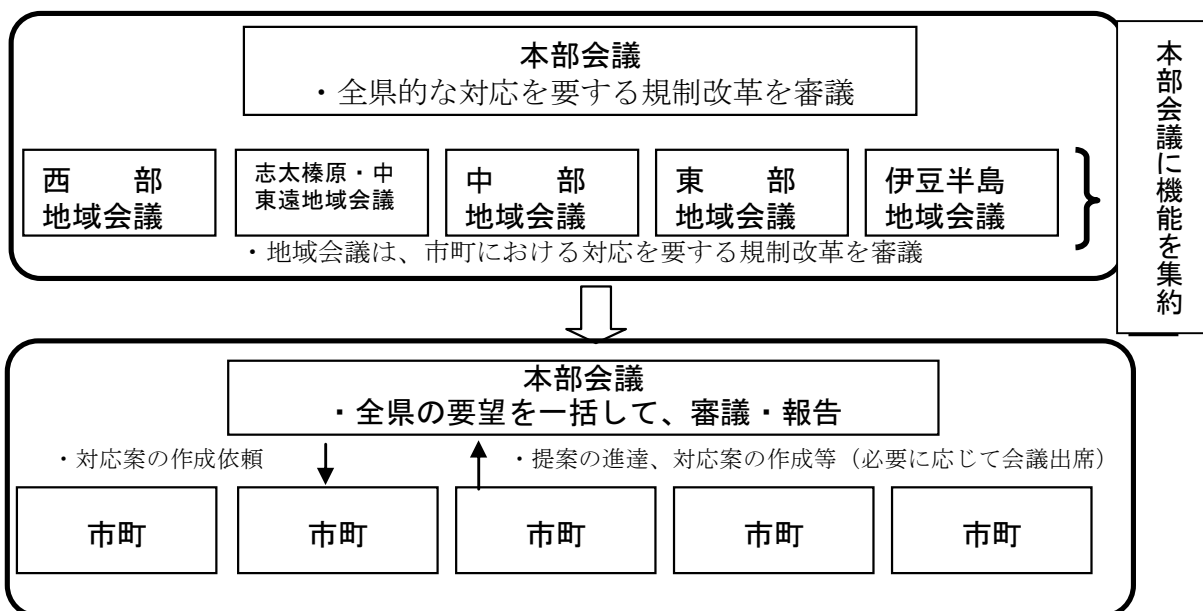 本部会議
・全県的な対応を要する規制改革を審議
西　　部
地域会議
志太榛原・中
東遠地域会議
中　　部
地域会議
東　　部
地域会議
伊豆半島
地域会議
・地域会議は、市町における対応を要する規制改革を審議
本部会議に機能を集約
本部会議
・全県の要望を一括して、審議・報告
・対応案の作成依頼
・提案の進達、対応案の作成等（必要に応じて会議出席）
市町
市町
市町
市町
市町